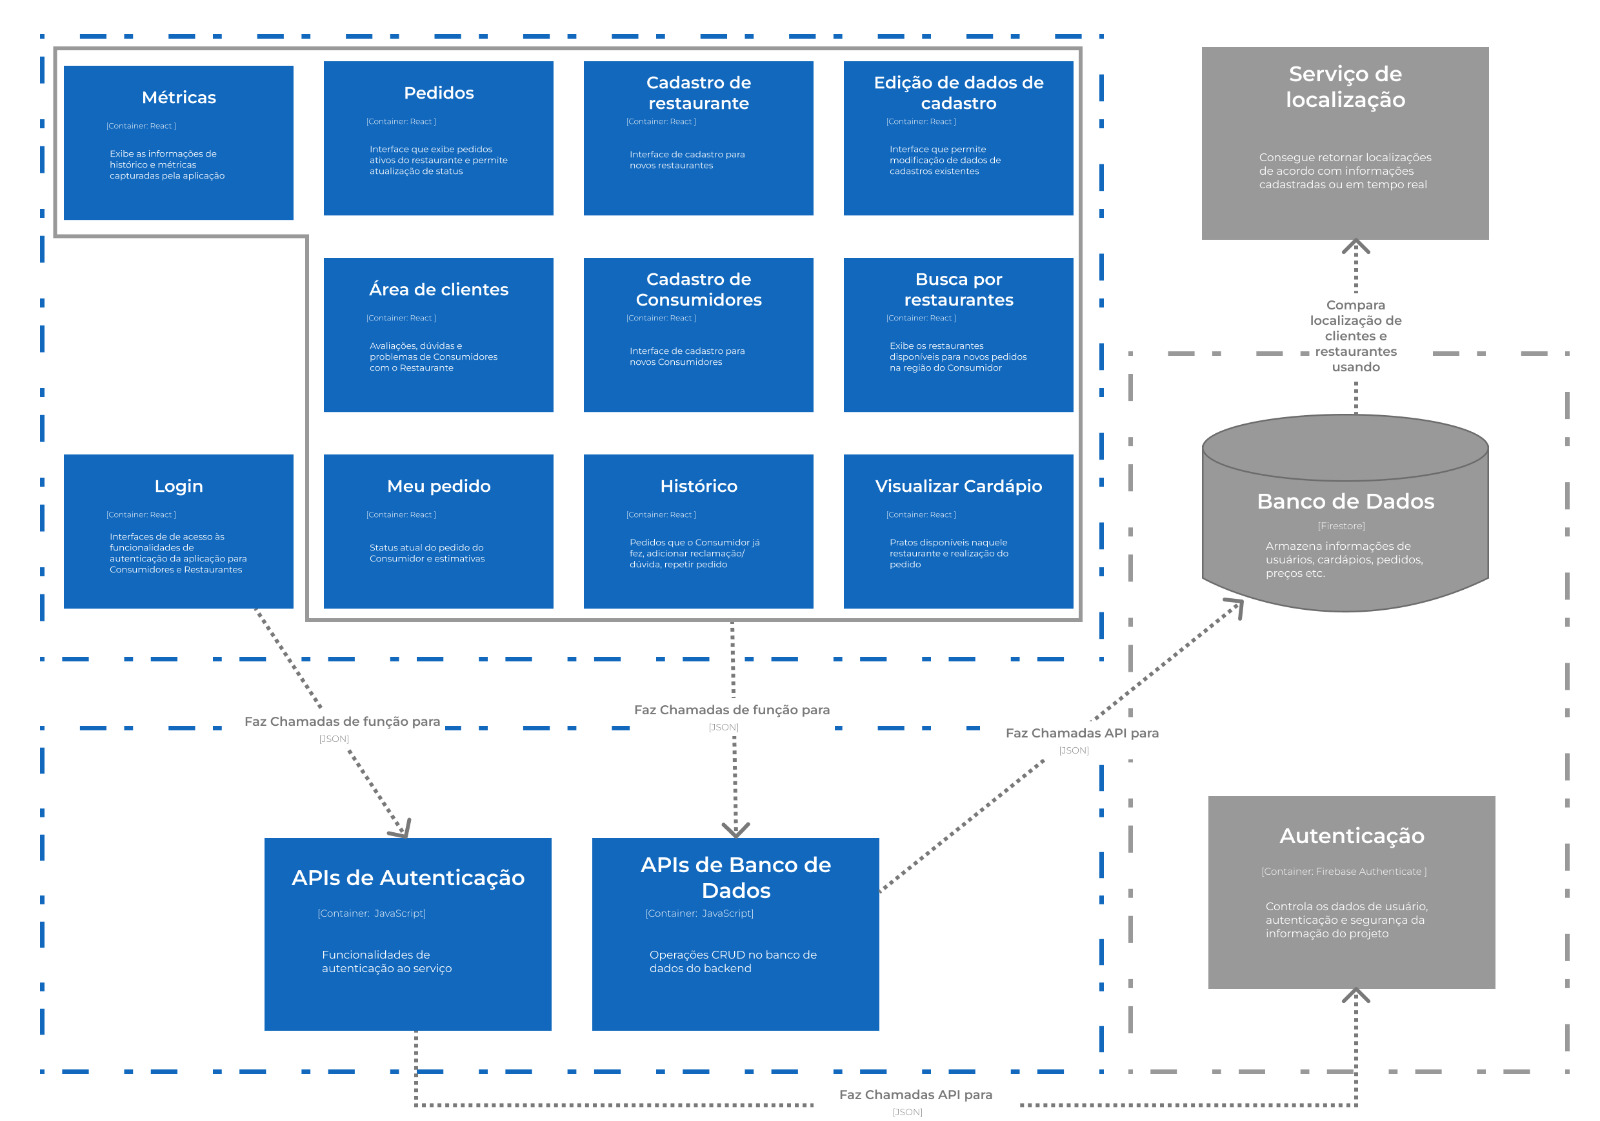 Métricas
[Container: React ]
Exibe as informações de
histórico e métricas
capturadas pela aplicação
Pedidos
[Container: React ]
Interface que exibe pedidos
ativos do restaurante e permite
atualização de status
Cadastro de
restaurante
[Container: React ]
Interface de cadastro para
novos restaurantes
Edição de dados de
cadastro
[Container: React ]
Interface que permite
modificação de dados de
cadastros existentes
Serviço de
localização
Consegue retornar localizações
de acordo com informações
cadastradas ou em tempo real
Área de clientes
[Container: React ]
Avaliações, dúvidas e
problemas de Consumidores
com o Restaurante
Cadastro de
Consumidores
[Container: React ]
Interface de cadastro para
novos Consumidores
Busca por
restaurantes
[Container: React ]
Exibe os restaurantes
disponíveis para novos pedidos
na região do Consumidor
Compara
localização de
clientes e
restaurantes
usando
Login
[Container: React ]
Interfaces de de acesso às
funcionalidades de
autenticação da aplicação para
Consumidores e Restaurantes
Meu pedido
[Container: React ]
Status atual do pedido do
Consumidor e estimativas
Histórico
[Container: React ]
Pedidos que o Consumidor já
fez, adicionar reclamação/
dúvida, repetir pedido
Visualizar Cardápio
[Container: React ]
Pratos disponíveis naquele
restaurante e realização do
pedido
Banco de Dados
[Firestore]
Armazena informações de
usuários, cardápios, pedidos,
preços etc.
Faz Chamadas de função para
[JSON]
Faz Chamadas de função para
[JSON]
Faz Chamadas API para
[JSON]
APIs de Autenticação
[Container:  JavaScript]
Funcionalidades de
autenticação ao serviço
APIs de Banco de
Dados
[Container:  JavaScript]
Operações CRUD no banco de
dados do backend
Autenticação
[Container: Firebase Authenticate ]
Controla os dados de usuário,
autenticação e segurança da
informação do projeto
Faz Chamadas API para
[JSON]